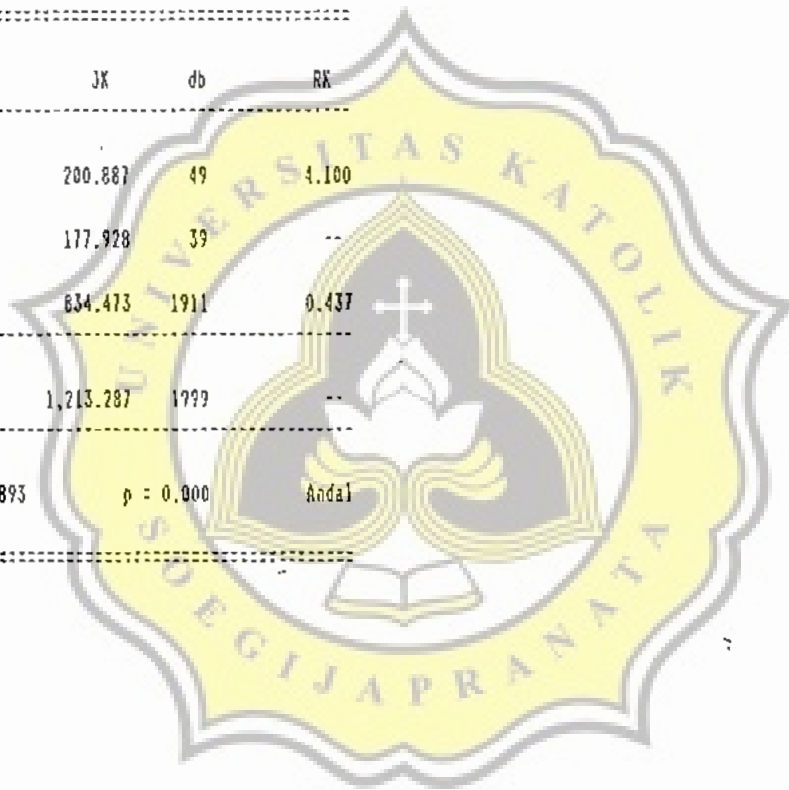 JK db RK
200.887 49 4.100
177.928 39 --
834.473 1911 0.437
1,213.287 1999 --
893 p = 0.000 Andal
UNIVERSITAS KATOLIK
SOEGIJAPRANATA